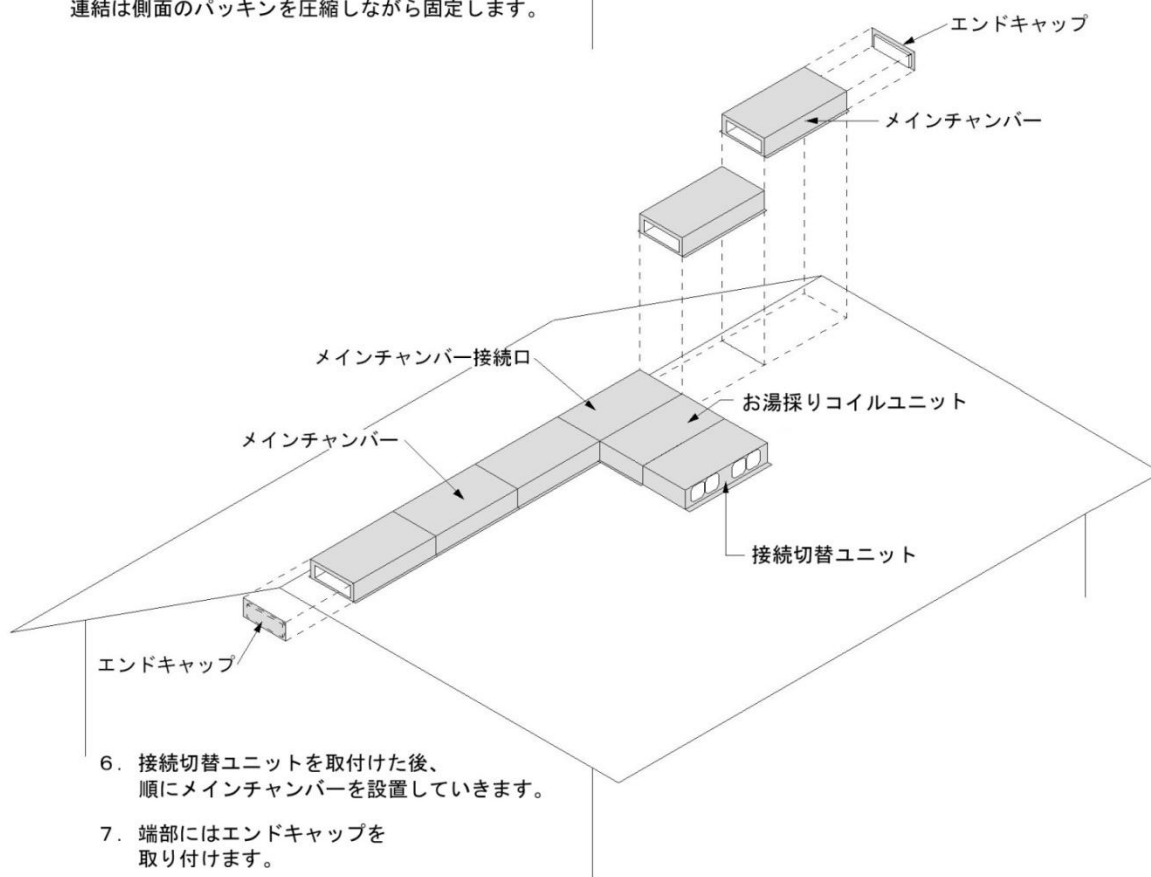 連結は側面のパッキンを圧縮しながら固定します。
エンドキャップ
メインチャンバー
メインチャンバー接続口
お湯採りコイルユニット
メインチャンバー
接続切替ユニット
エンドキャップ
6. 接続切替ユニットを取付けた後、
順にメインチャンバーを設置していきます。
7. 端部にはエンドキャップを
取り付けます。